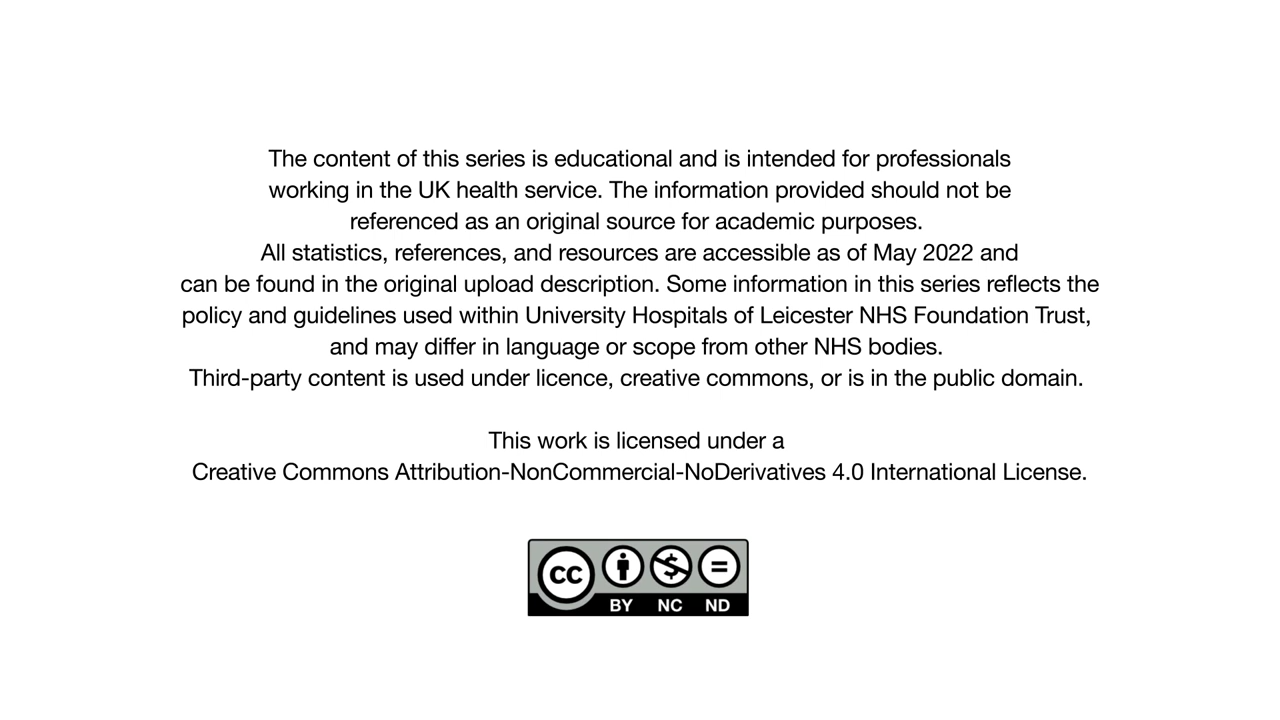 The content of this series is educational and is intended for professionals
working in the UK health service. The information provided should not be
referenced as an original source for academic purposes.
All statistics, references, and resources are accessible as of May 2022 and
can be found in the original upload description. Some information in this series reflects the
policy and guidelines used within University Hospitals of Leicester NHS Foundation Trust,
and may differ in language or scope from other NHS bodies.
Third-party content is used under licence, creative commons, or is in the public domain.
This work is licensed under a
Creative Commons Attribution-NonCommercial-NoDerivatives 4.0 International License.
CC $ =
BY NC ND